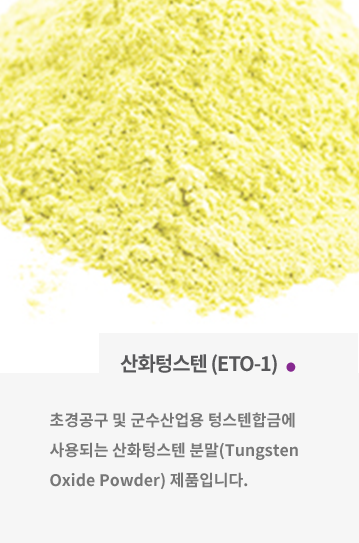 산화텅스텐 (ETO-1)
초경공구 및 군수산업용 텅스텐합금에
사용되는 산화텅스텐 분말(Tungsten
Oxide Powder) 제품입니다.